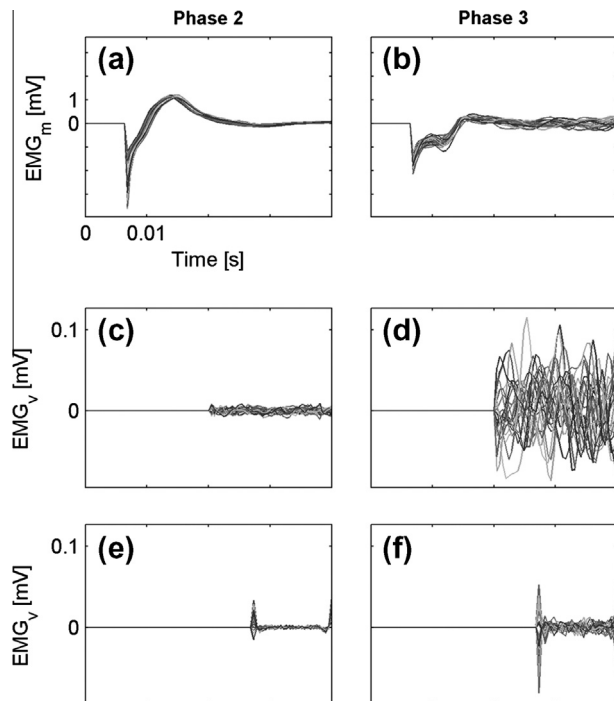 Phase 2
Phase 3
(a)
(b)
EMGm [mV]
1
0
0
0.01
Time [s]
(c)
(d)
EMGv [mV]
0.1
0
(e)
(f)
EMGv [mV]
0.1
0